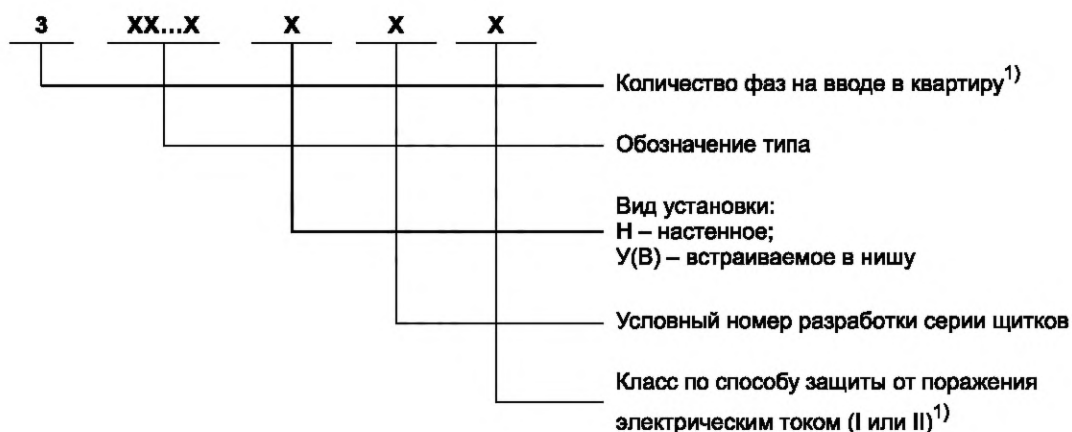 3 XX...X X X X
Количество фаз на вводе в квартиру¹⁾
Обозначение типа
Вид установки:
Н – настенное;
У(В) – встраиваемое в нишу
Условный номер разработки серии щитков
Класс по способу защиты от поражения
электрическим током (I или II)¹⁾